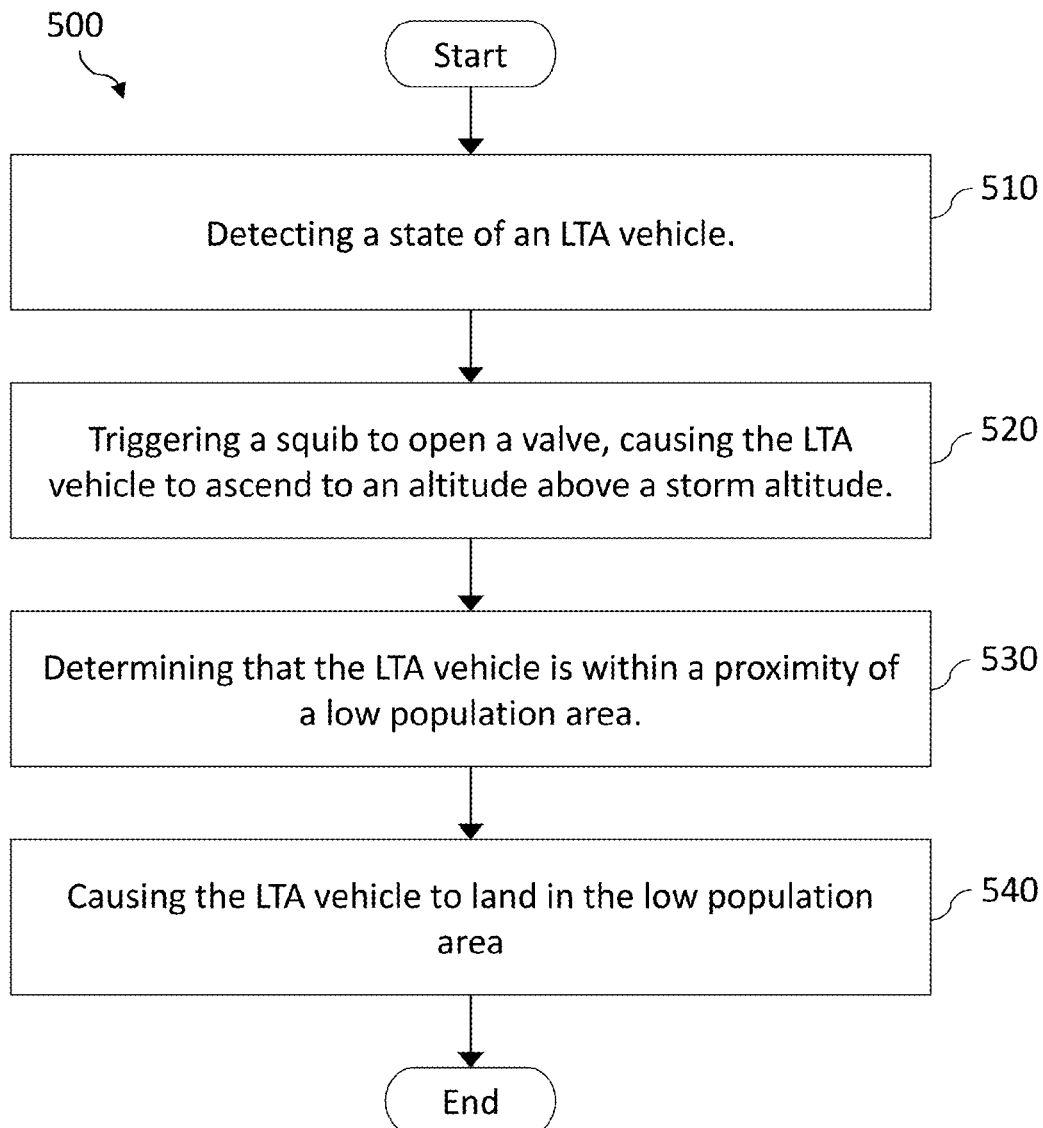 500
Start
510
Detecting a state of an LTA vehicle.
520
Triggering a squib to open a valve, causing the LTA
vehicle to ascend to an altitude above a storm altitude.
530
Determining that the LTA vehicle is within a proximity of
a low population area.
540
Causing the LTA vehicle to land in the low population
area
End